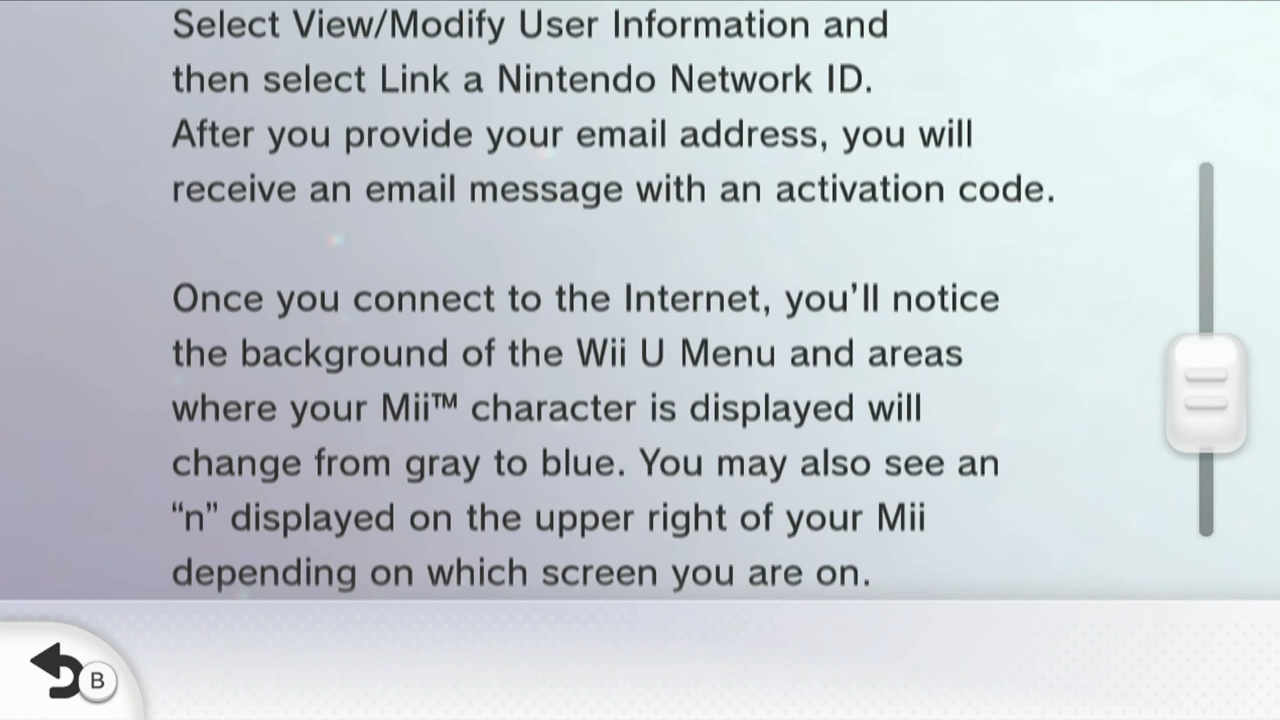 Select View/Modify User Information and
then select Link a Nintendo Network ID.
After you provide your email address, you will
receive an email message with an activation code.
Once you connect to the Internet, you’ll notice
the background of the Wii U Menu and areas
where your Mii™ character is displayed will
change from gray to blue. You may also see an
“n” displayed on the upper right of your Mii
depending on which screen you are on.
B